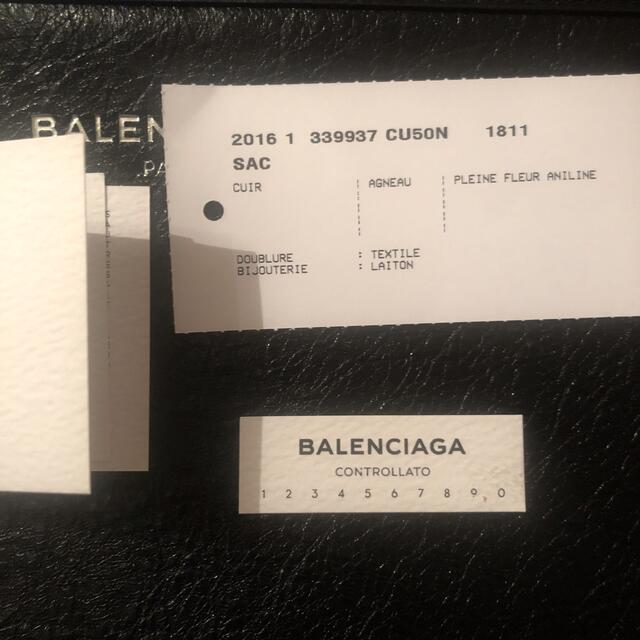 BALEN
PA
2016 1 339937 CU50N 1811
SAC
CUIR AGNEAU PLEINE FLEUR ANILINE
DOUBLURE : TEXTILE
BIJOUTERIE : LAITON
BALENCIAGA
CONTROLLATO
1 2 3 4 5 6 7 8 9 0